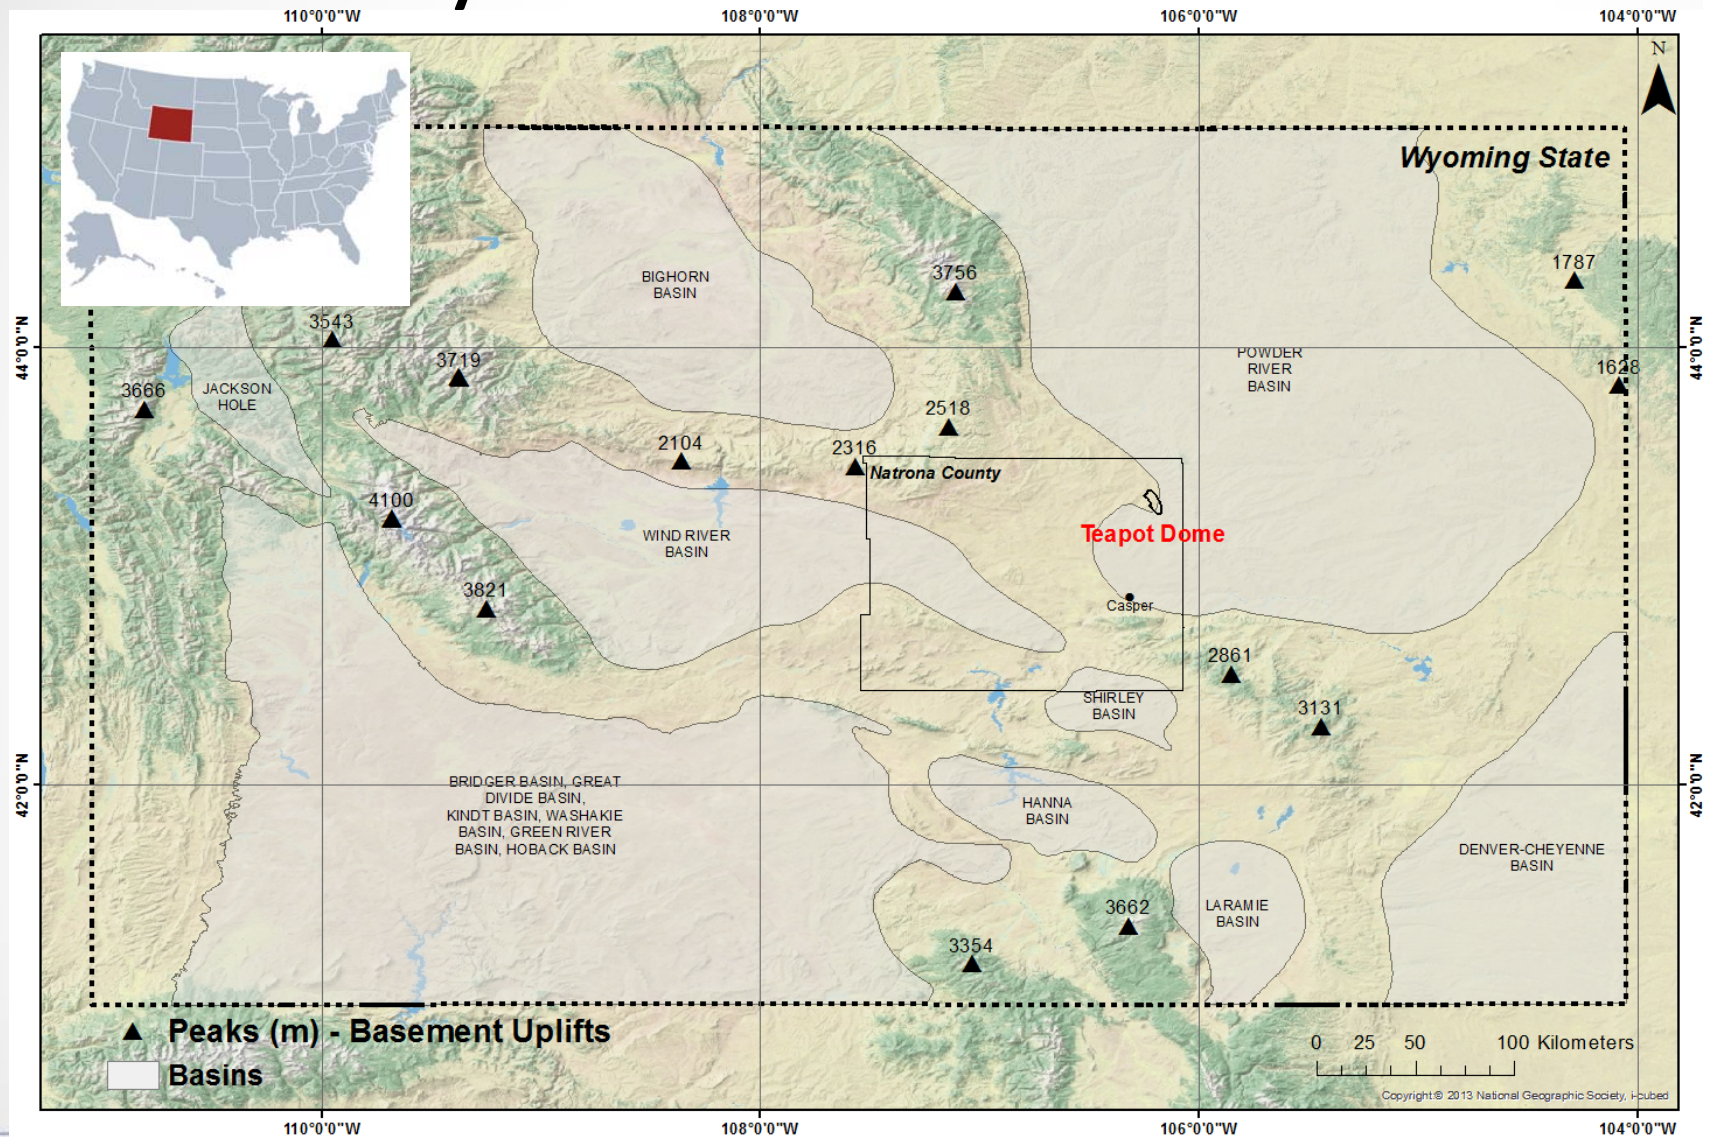 110°0'0"W
108°0'0"W
106°0'0"W
104°0'0"W
N
Wyoming State
BIGHORN
BASIN
3756
1787
3543
44°0'0"N
44°0'0"N
3719
POWDER
RIVER
BASIN
1628
3666
JACKSON
HOLE
2518
2104
2316
Natrona County
4100
WIND RIVER
BASIN
Teapot Dome
3821
Casper
2861
SHIRLEY
BASIN
3131
42°0'0"N
42°0'0"N
BRIDGER BASIN, GREAT
DIVIDE BASIN,
KINDT BASIN, WASHAKIE
BASIN, GREEN RIVER
BASIN, HOBACK BASIN
HANNA
BASIN
DENVER-CHEYENNE
BASIN
3662
LARAMIE
BASIN
3354
Peaks (m) - Basement Uplifts
Basins
0 25 50 100 Kilometers
Copyright:© 2013 National Geographic Society, i-cubed
110°0'0"W
108°0'0"W
106°0'0"W
104°0'0"W